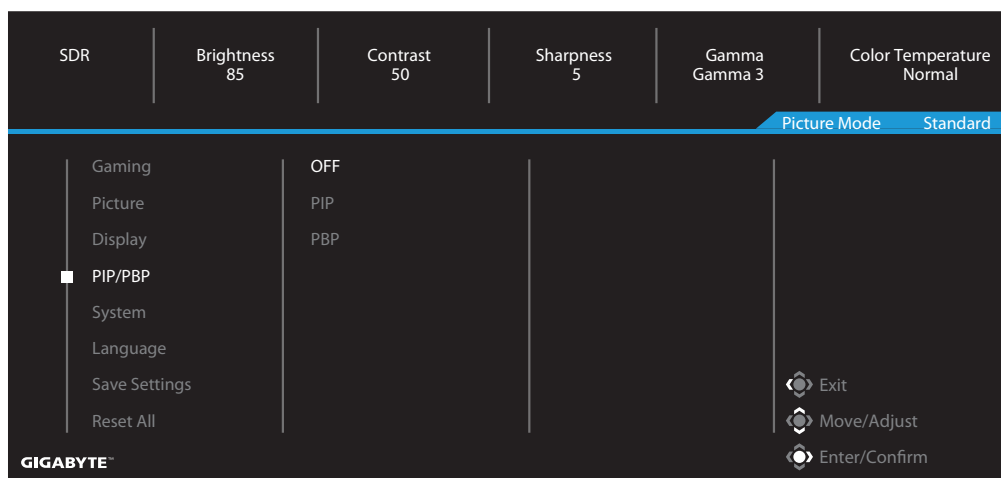 SDR
Brightness
85
Contrast
50
Sharpness
5
Gamma
Gamma 3
Color Temperature
Normal
Picture Mode Standard
Gaming
Picture
Display
PIP/PBP
System
Language
Save Settings
Reset All
OFF
PIP
PBP
Exit
Move/Adjust
Enter/Confirm
GIGABYTE™